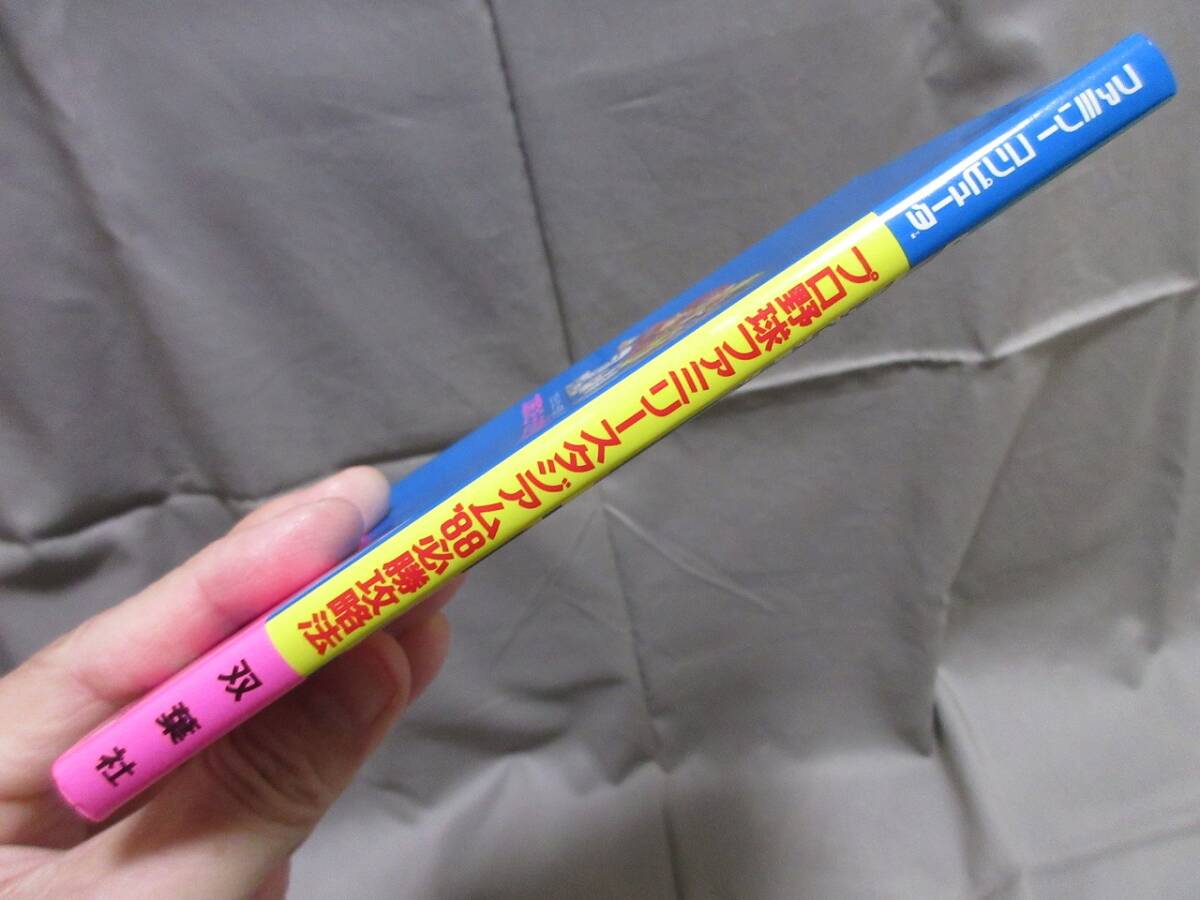 ファミリーコンピュータ
プロ野球ファミリースタジアム'88必勝攻略法
双葉社